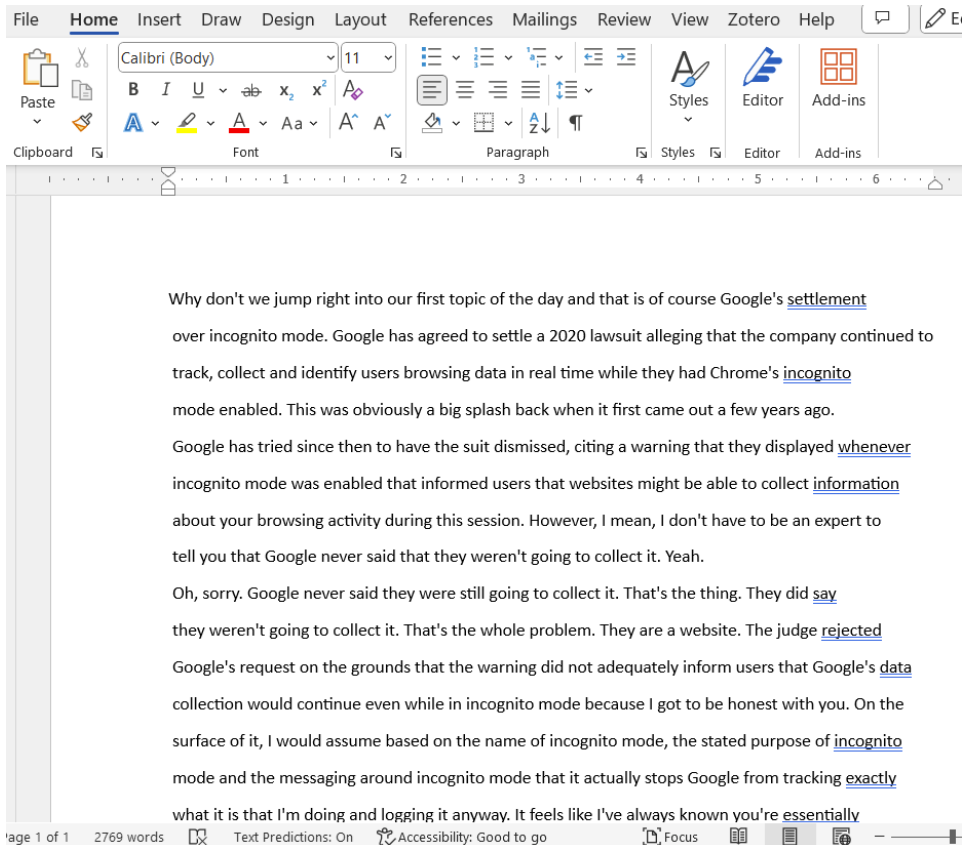 File Home Insert Draw Design Layout References Mailings Review View Zotero Help
Calibri (Body) 11
B I U ab x₂ x² A
Paste Styles Editor Add-ins
A A Aa A A
Clipboard Font Paragraph Styles Editor Add-ins
1 2 3 4 5 6
Why don't we jump right into our first topic of the day and that is of course Google's settlement
over incognito mode. Google has agreed to settle a 2020 lawsuit alleging that the company continued to
track, collect and identify users browsing data in real time while they had Chrome's incognito
mode enabled. This was obviously a big splash back when it first came out a few years ago.
Google has tried since then to have the suit dismissed, citing a warning that they displayed whenever
incognito mode was enabled that informed users that websites might be able to collect information
about your browsing activity during this session. However, I mean, I don't have to be an expert to
tell you that Google never said that they weren't going to collect it. Yeah.
Oh, sorry. Google never said they were still going to collect it. That's the thing. They did say
they weren't going to collect it. That's the whole problem. They are a website. The judge rejected
Google's request on the grounds that the warning did not adequately inform users that Google's data
collection would continue even while in incognito mode because I got to be honest with you. On the
surface of it, I would assume based on the name of incognito mode, the stated purpose of incognito
mode and the messaging around incognito mode that it actually stops Google from tracking exactly
what it is that I'm doing and logging it anyway. It feels like I've always known you're essentially
age 1 of 1 2769 words Text Predictions: On Accessibility: Good to go Focus